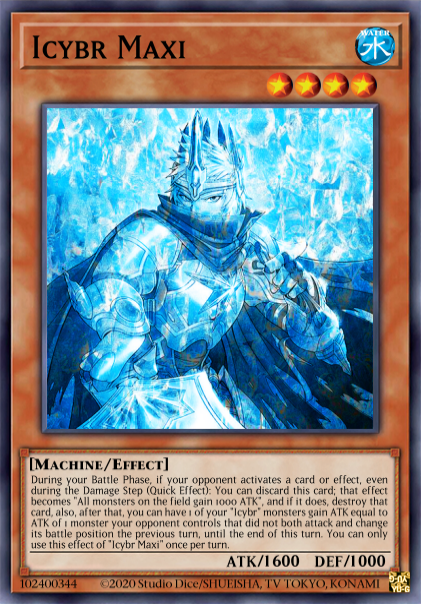 Icybr Maxi
WATER
水
[Machine/Effect]
During your Battle Phase, if your opponent activates a card or effect, even
during the Damage Step (Quick Effect): You can discard this card; that effect
becomes "All monsters on the field gain 1000 ATK", and if it does, destroy that
card, also, after that, you can have 1 of your "Icybr" monsters gain ATK equal to
ATK of 1 monster your opponent controls that did not both attack and change
its battle position the previous turn, until the end of this turn. You can only
use this effect of "Icybr Maxi" once per turn.
ATK/1600 DEF/1000
102400344 ©2020 Studio Dice/SHUEISHA, TV TOKYO, KONAMI